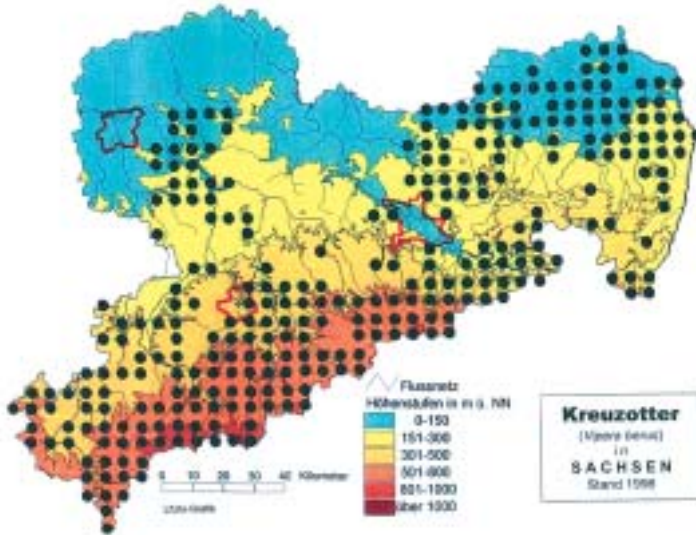 Flussnetz
Höhenstufen in m ü. NN
0-150
151-300
301-500
501-800
801-1000
über 1000
0 10 20 30 40 Kilometer
Kreuzotter
(Vipera berus)
in
SACHSEN
Stand 1996